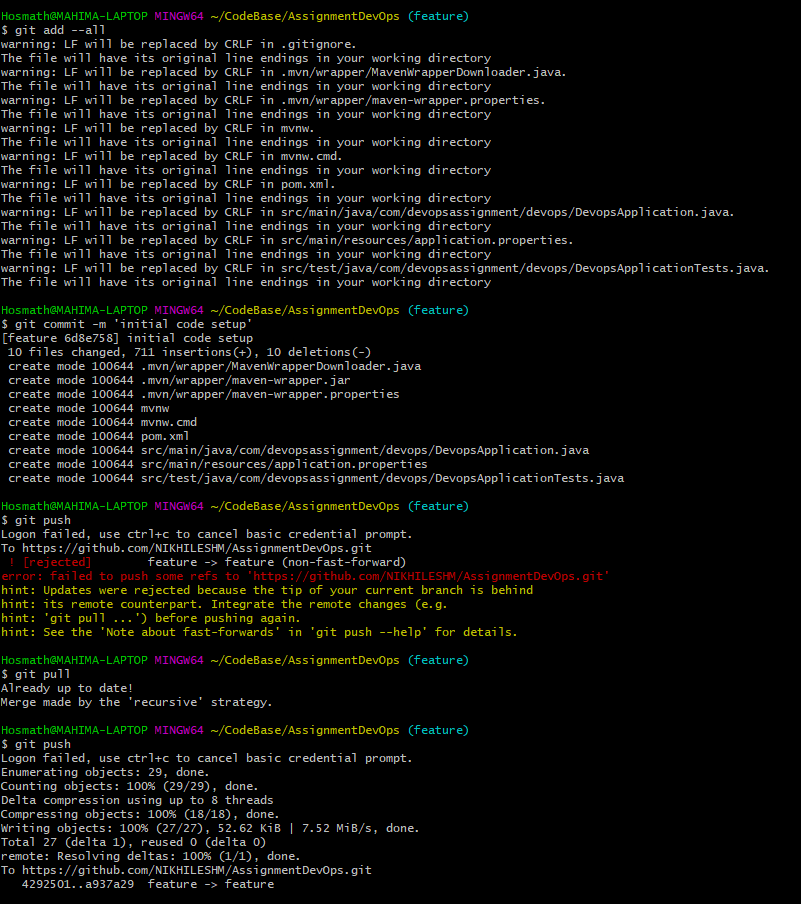 Hosmath@MAHIMA-LAPTOP MINGW64 ~/CodeBase/AssignmentDevOps (feature)
$ git add --all
warning: LF will be replaced by CRLF in .gitignore.
The file will have its original line endings in your working directory
warning: LF will be replaced by CRLF in .mvn/wrapper/MavenWrapperDownloader.java.
The file will have its original line endings in your working directory
warning: LF will be replaced by CRLF in .mvn/wrapper/maven-wrapper.properties.
The file will have its original line endings in your working directory
warning: LF will be replaced by CRLF in mvnw.
The file will have its original line endings in your working directory
warning: LF will be replaced by CRLF in mvnw.cmd.
The file will have its original line endings in your working directory
warning: LF will be replaced by CRLF in pom.xml.
The file will have its original line endings in your working directory
warning: LF will be replaced by CRLF in src/main/java/com/devopsassignment/devops/DevopsApplication.java.
The file will have its original line endings in your working directory
warning: LF will be replaced by CRLF in src/main/resources/application.properties.
The file will have its original line endings in your working directory
warning: LF will be replaced by CRLF in src/test/java/com/devopsassignment/devops/DevopsApplicationTests.java.
The file will have its original line endings in your working directory
Hosmath@MAHIMA-LAPTOP MINGW64 ~/CodeBase/AssignmentDevOps (feature)
$ git commit -m 'initial code setup'
[feature 6d8e758] initial code setup
 10 files changed, 711 insertions(+), 10 deletions(-)
 create mode 100644 .mvn/wrapper/MavenWrapperDownloader.java
 create mode 100644 .mvn/wrapper/maven-wrapper.jar
 create mode 100644 .mvn/wrapper/maven-wrapper.properties
 create mode 100644 mvnw
 create mode 100644 mvnw.cmd
 create mode 100644 pom.xml
 create mode 100644 src/main/java/com/devopsassignment/devops/DevopsApplication.java
 create mode 100644 src/main/resources/application.properties
 create mode 100644 src/test/java/com/devopsassignment/devops/DevopsApplicationTests.java
Hosmath@MAHIMA-LAPTOP MINGW64 ~/CodeBase/AssignmentDevOps (feature)
$ git push
Logon failed, use ctrl+c to cancel basic credential prompt.
To https://github.com/NIKHILESHM/AssignmentDevOps.git
 ! [rejected]        feature -> feature (non-fast-forward)
error: failed to push some refs to 'https://github.com/NIKHILESHM/AssignmentDevOps.git'
hint: Updates were rejected because the tip of your current branch is behind
hint: its remote counterpart. Integrate the remote changes (e.g.
hint: 'git pull ...') before pushing again.
hint: See the 'Note about fast-forwards' in 'git push --help' for details.
Hosmath@MAHIMA-LAPTOP MINGW64 ~/CodeBase/AssignmentDevOps (feature)
$ git pull
Already up to date!
Merge made by the 'recursive' strategy.
Hosmath@MAHIMA-LAPTOP MINGW64 ~/CodeBase/AssignmentDevOps (feature)
$ git push
Logon failed, use ctrl+c to cancel basic credential prompt.
Enumerating objects: 29, done.
Counting objects: 100% (29/29), done.
Delta compression using up to 8 threads
Compressing objects: 100% (18/18), done.
Writing objects: 100% (27/27), 52.62 KiB | 7.52 MiB/s, done.
Total 27 (delta 1), reused 0 (delta 0)
remote: Resolving deltas: 100% (1/1), done.
To https://github.com/NIKHILESHM/AssignmentDevOps.git
   4292501..a937a29  feature -> feature